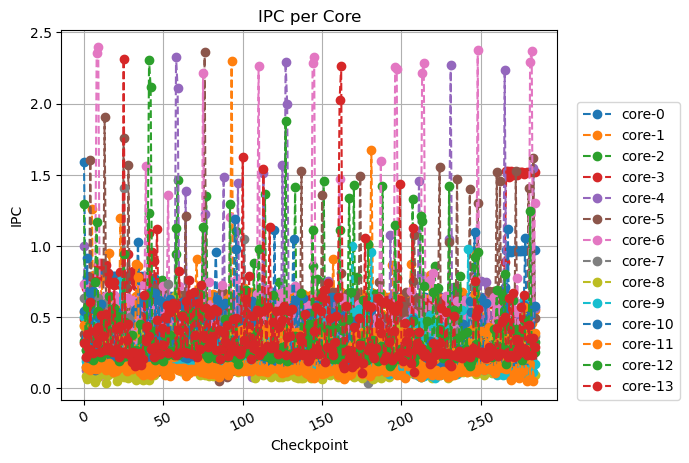 IPC per Core
IPC
2.5
2.0
1.5
1.0
0.5
0.0
0
50
100
150
200
250
Checkpoint
core-0
core-1
core-2
core-3
core-4
core-5
core-6
core-7
core-8
core-9
core-10
core-11
core-12
core-13